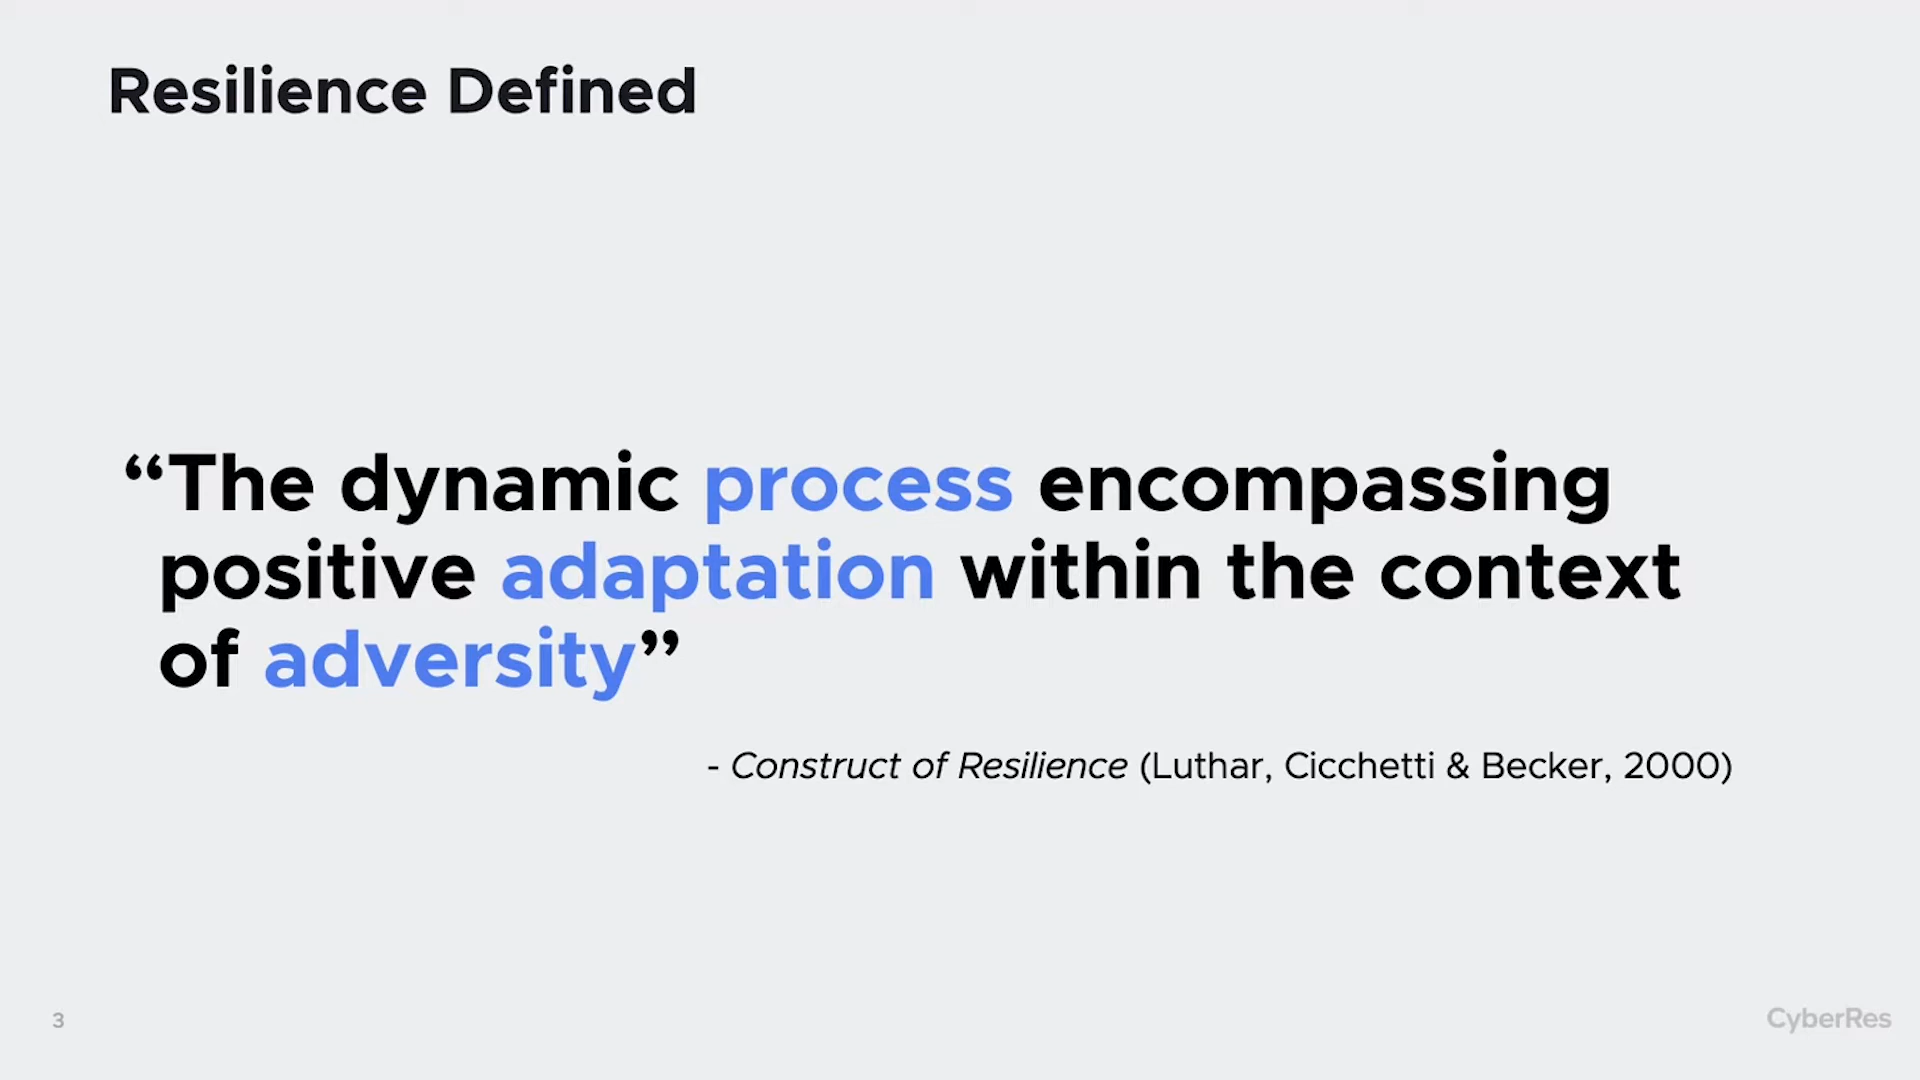 Resilience Defined
“The dynamic process encompassing
positive adaptation within the context
of adversity”
- Construct of Resilience (Luthar, Cicchetti & Becker, 2000)
3
CyberRes